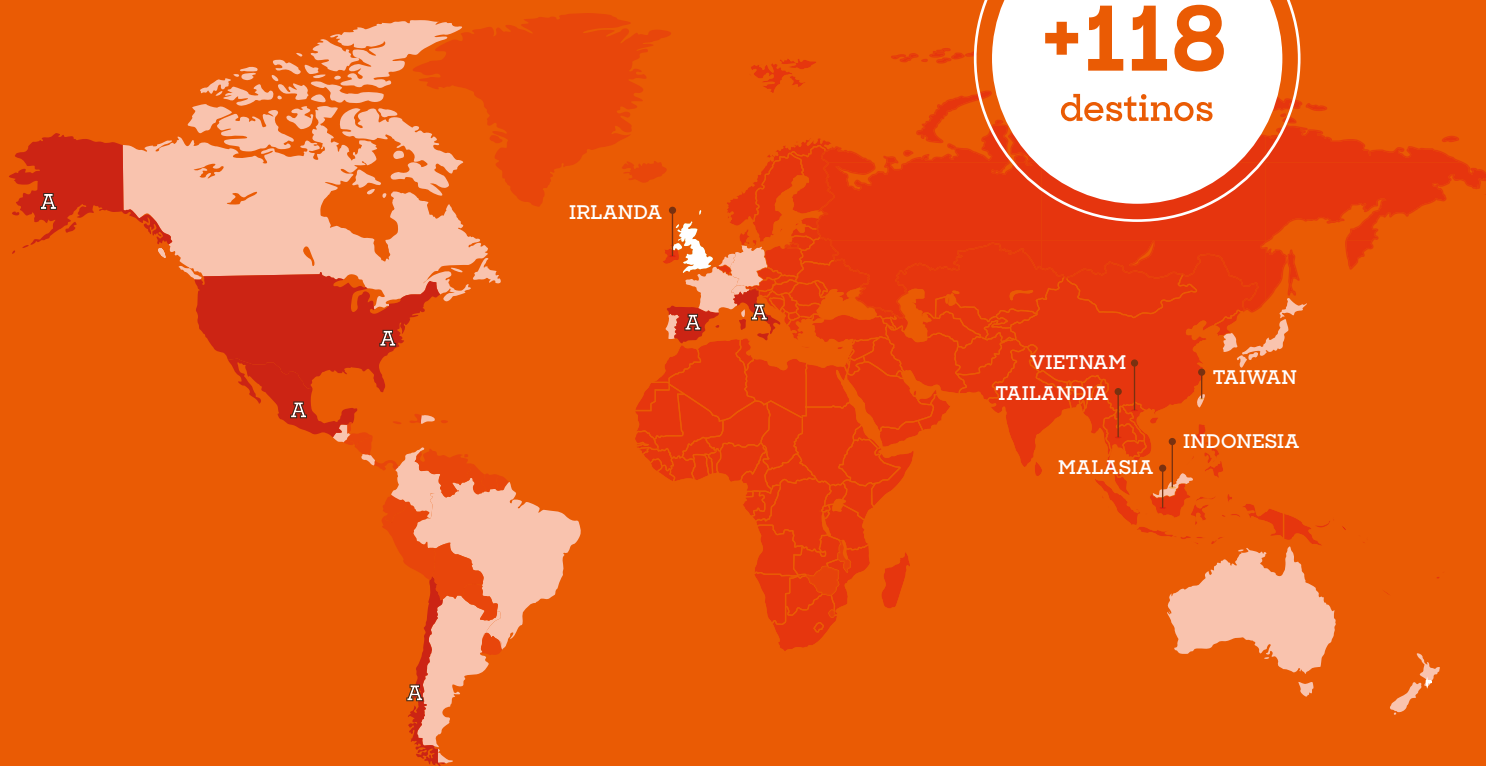 +118
destinos
A
IRLANDA
A
A
A
VIETNAM
TAIWAN
TAILANDIA
A
INDONESIA
MALASIA
A